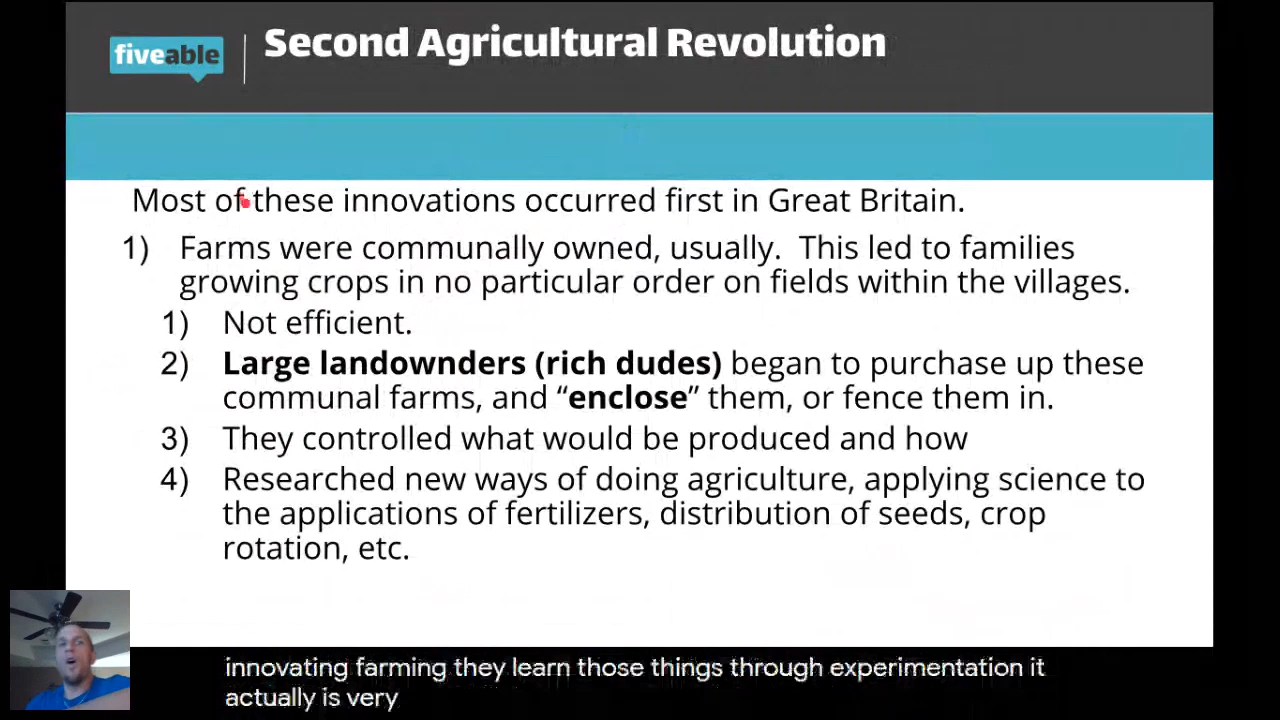 fiveable
Second Agricultural Revolution
Most of these innovations occurred first in Great Britain.
1) Farms were communally owned, usually. This led to families
growing crops in no particular order on fields within the villages.
1) Not efficient.
2) Large landownders (rich dudes) began to purchase up these
communal farms, and “enclose” them, or fence them in.
3) They controlled what would be produced and how
4) Researched new ways of doing agriculture, applying science to
the applications of fertilizers, distribution of seeds, crop
rotation, etc.
innovating farming they learn those things through experimentation it
actually is very